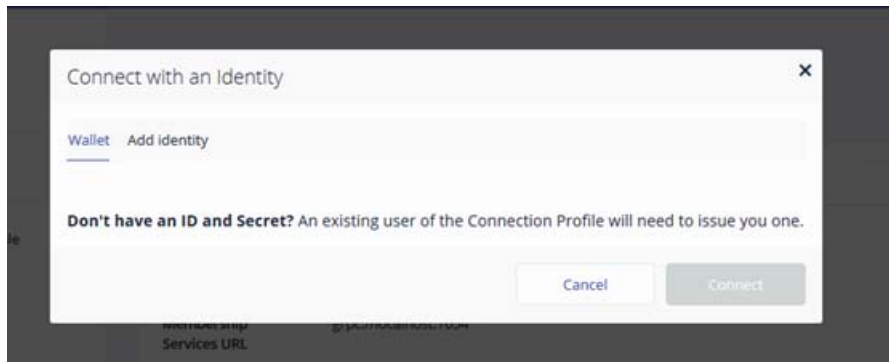 Connect with an Identity
Wallet Add identity
Don't have an ID and Secret? An existing user of the Connection Profile will need to issue you one.
Cancel Connect
Membership
Services URL